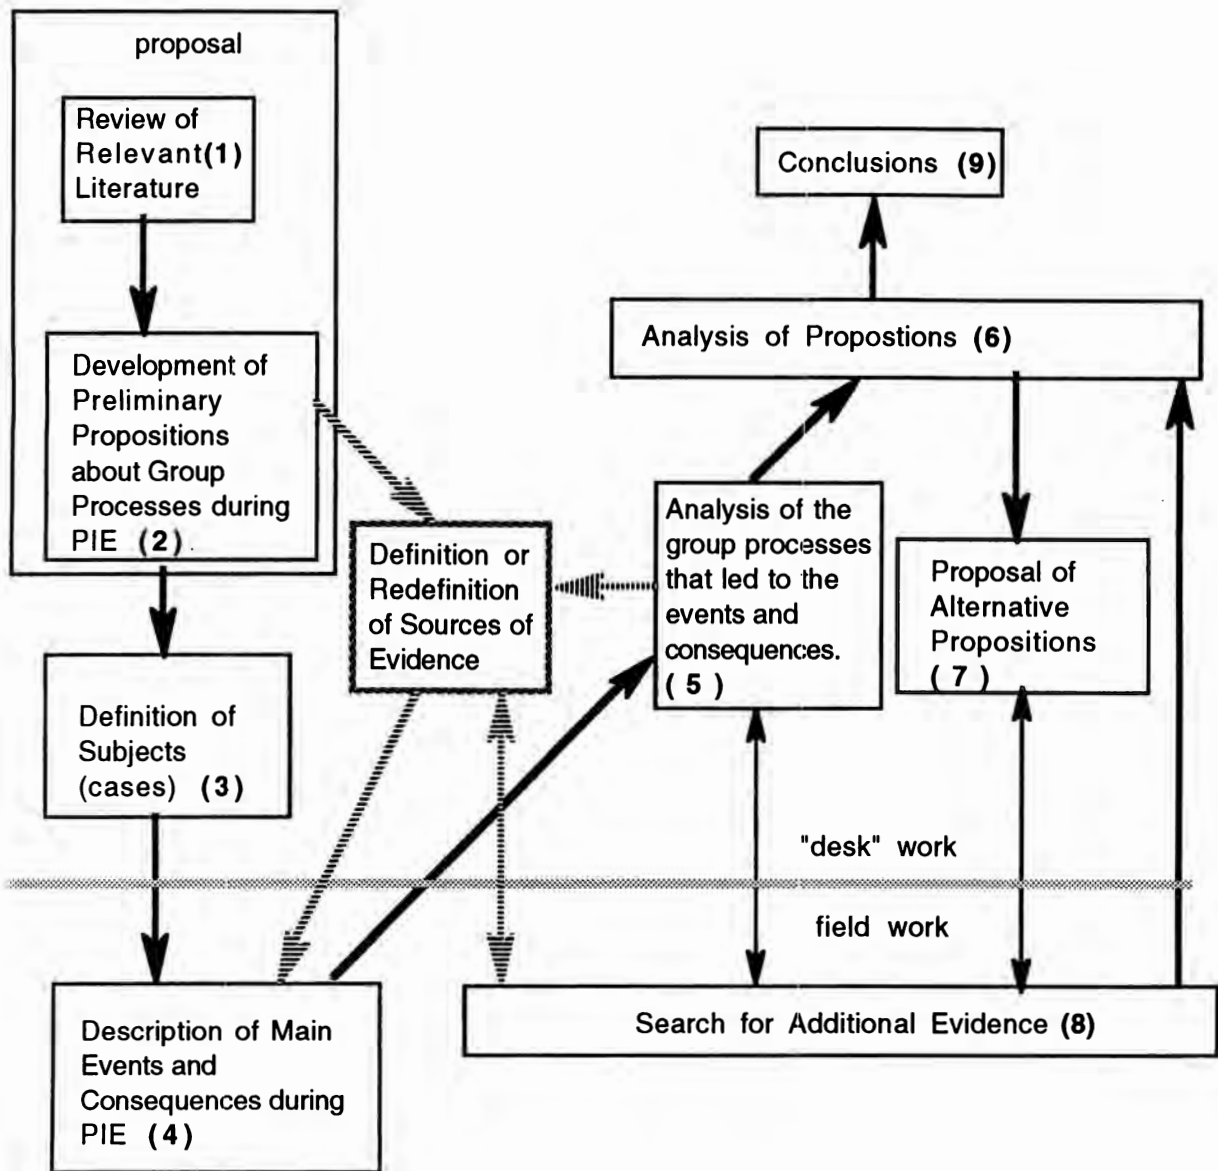 proposal
Review of
Relevant(1)
Literature
Development of
Preliminary
Propositions
about Group
Processes during
PIE (2)
Definition of
Subjects
(cases) (3)
Description of Main
Events and
Consequences during
PIE (4)
Definition or
Redefinition
of Sources of
Evidence
Analysis of the
group processes
that led to the
events and
consequences.
(5)
Conclusions (9)
Analysis of Propostions (6)
Proposal of
Alternative
Propositions
(7)
"desk" work
field work
Search for Additional Evidence (8)